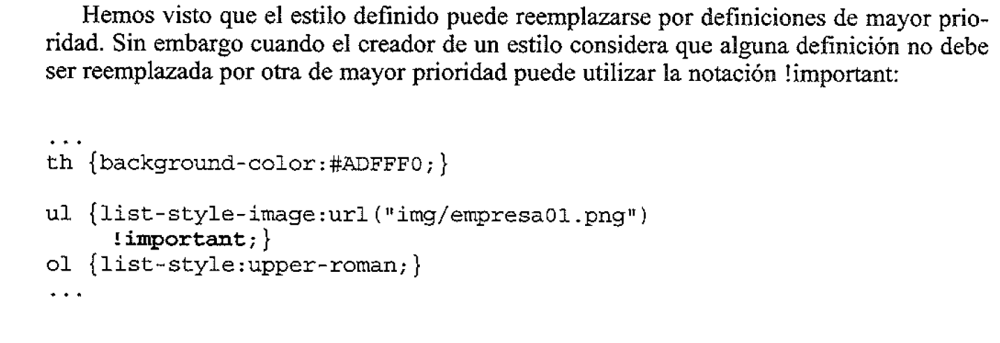 Hemos visto que el estilo definido puede reemplazarse por definiciones de mayor prio-
ridad. Sin embargo cuando el creador de un estilo considera que alguna definición no debe
ser reemplazada por otra de mayor prioridad puede utilizar la notación !important:
...
th {background-color:#ADFFF0;}
ul {list-style-image:url("img/empresa01.png")
!important;}
ol {list-style:upper-roman;}
...